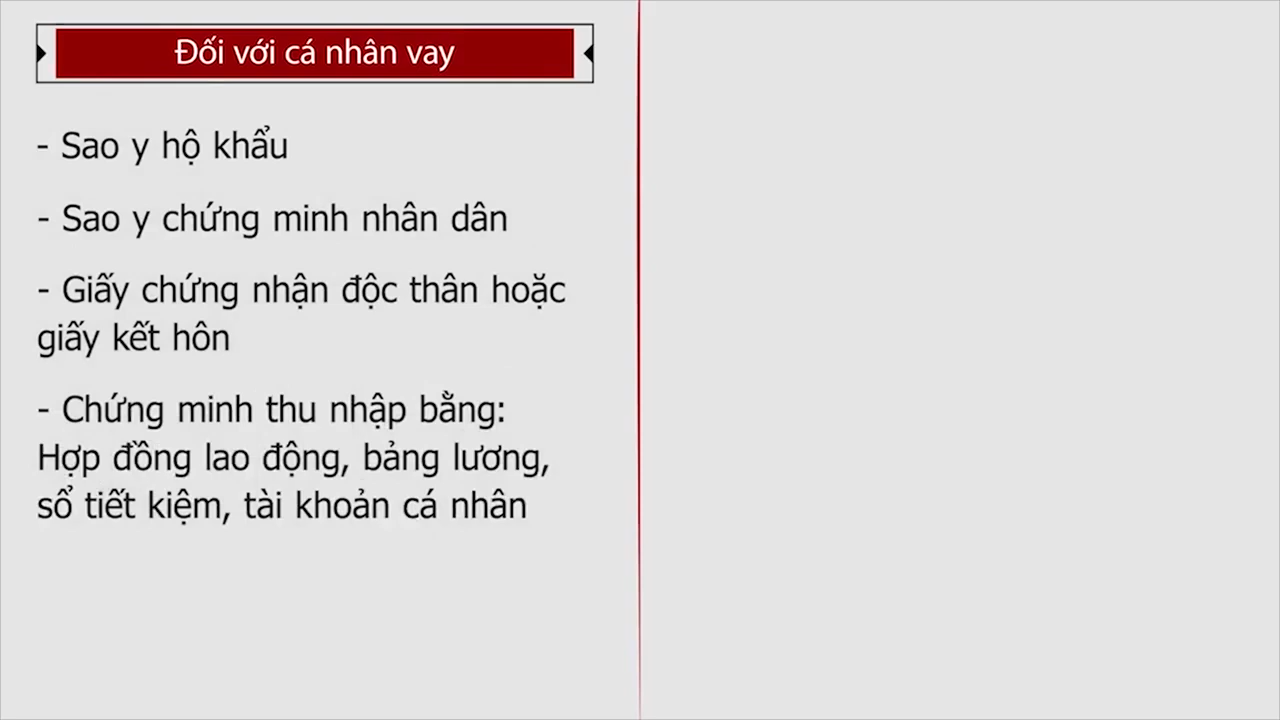 Đối với cá nhân vay
- Sao y hộ khẩu
- Sao y chứng minh nhân dân
- Giấy chứng nhận độc thân hoặc
giấy kết hôn
- Chứng minh thu nhập bằng:
Hợp đồng lao động, bảng lương,
sổ tiết kiệm, tài khoản cá nhân